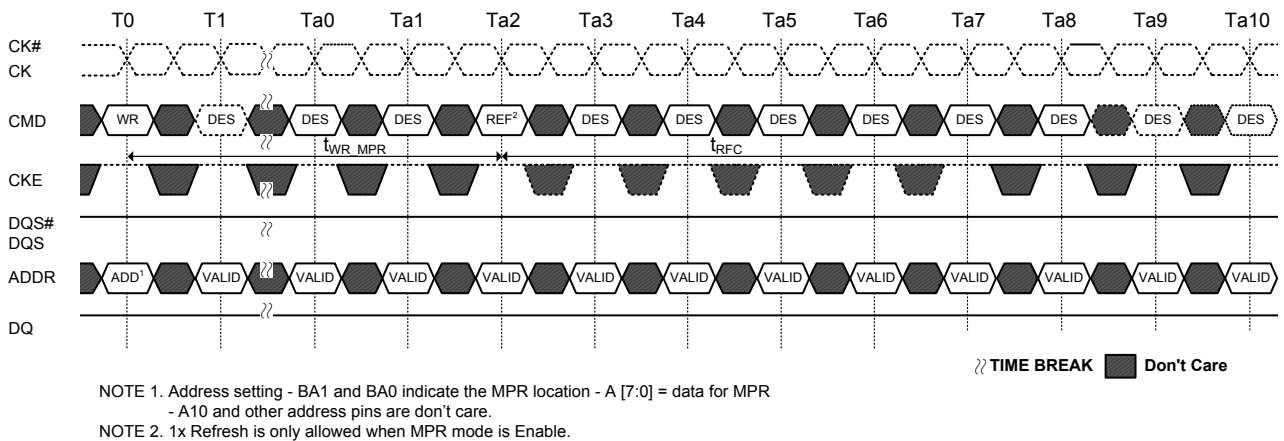 T0 T1 Ta0 Ta1 Ta2 Ta3 Ta4 Ta5 Ta6 Ta7 Ta8 Ta9 Ta10
CK#
CK
CMD WR DES DES DES REF2 DES DES DES DES DES DES DES DES
tWR_MPR tRFC
CKE
DQS#
DQS
ADDR ADD1 VALID VALID VALID VALID VALID VALID VALID VALID VALID VALID VALID VALID
DQ
TIME BREAK Don't Care
NOTE 1. Address setting - BA1 and BA0 indicate the MPR location - A [7:0] = data for MPR
- A10 and other address pins are don’t care.
NOTE 2. 1x Refresh is only allowed when MPR mode is Enable.